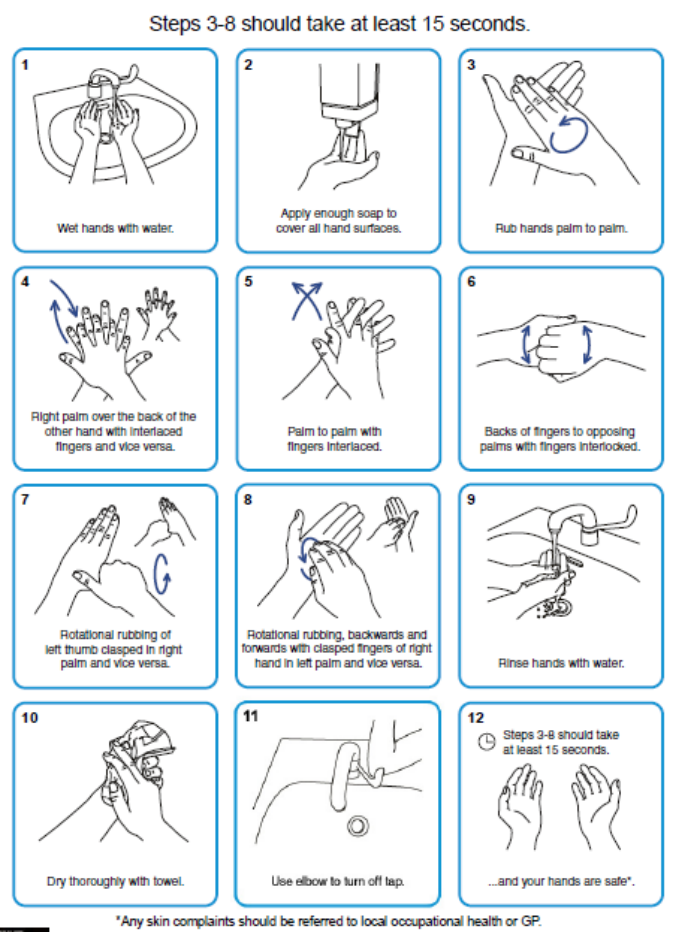 Steps 3-8 should take at least 15 seconds.
1
Wet hands with water.
2
Apply enough soap to
cover all hand surfaces.
3
Rub hands palm to palm.
4
Right palm over the back of the
other hand with interlaced
fingers and vice versa.
5
Palm to palm with
fingers interlaced.
6
Backs of fingers to opposing
palms with fingers interlocked.
7
Rotational rubbing of
left thumb clasped in right
palm and vice versa.
8
Rotational rubbing, backwards and
forwards with clasped fingers of right
hand in left palm and vice versa.
9
Rinse hands with water.
10
Dry thoroughly with towel.
11
Use elbow to turn off tap.
12
Steps 3-8 should take
at least 15 seconds.
...and your hands are safe*.
*Any skin complaints should be referred to local occupational health or GP.